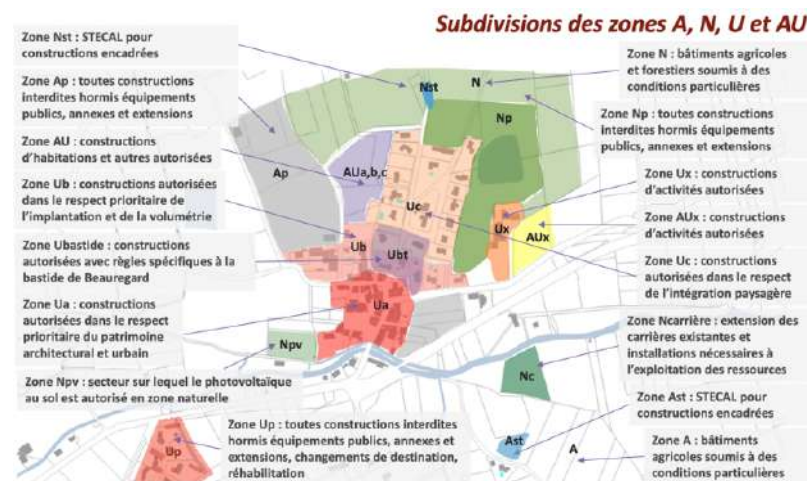 Subdivisions des zones A, N, U et AU
Zone Nst : STECAL pour
constructions encadrées
Zone Ap : toutes constructions
interdites hormis équipements
publics, annexes et extensions
Zone AU : constructions
d'habitations et autres autorisées
Zone Ub : constructions autorisées
dans le respect prioritaire de
l'implantation et de la volumétrie
Zone Ubastide : constructions
autorisées avec règles spécifiques à la
bastide de Beauregard
Zone Ua : constructions
autorisées dans le respect
prioritaire du patrimoine
architectural et urbain
Zone Npv : secteur sur lequel le photovoltaïque
au sol est autorisé en zone naturelle
Zone Up : toutes constructions interdites
hormis équipements publics, annexes et
extensions, changements de destination,
réhabilitation
Nst
N
Np
Ap
AUa,b,c
Uc
Ux
AUx
Ub
Ubt
Ua
Npv
Nc
Ast
A
Up
Zone N : bâtiments agricoles
et forestiers soumis à des
conditions particulières
Zone Np : toutes constructions
interdites hormis équipements
publics, annexes et extensions
Zone Ux : constructions
d'activités autorisées
Zone AUx : constructions
d'activités autorisées
Zone Uc : constructions
autorisées dans le respect
de l'intégration paysagère
Zone Ncarrière : extension des
carrières existantes et
installations nécessaires à
l'exploitation des ressources
Zone Ast : STECAL pour
constructions encadrées
Zone A : bâtiments
agricoles soumis à des
conditions particulières